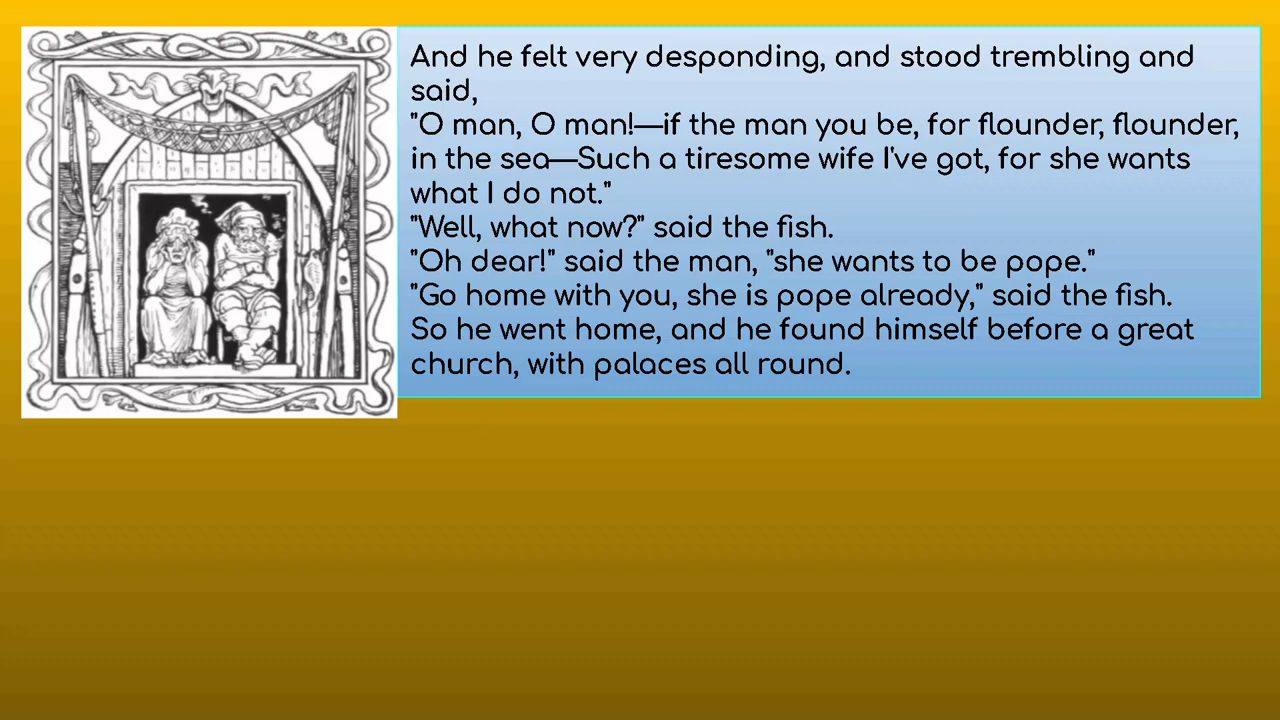 And he felt very desponding, and stood trembling and
said,
"O man, O man!—if the man you be, for flounder, flounder,
in the sea—Such a tiresome wife I've got, for she wants
what I do not."
"Well, what now?" said the fish.
"Oh dear!" said the man, "she wants to be pope."
"Go home with you, she is pope already," said the fish.
So he went home, and he found himself before a great
church, with palaces all round.